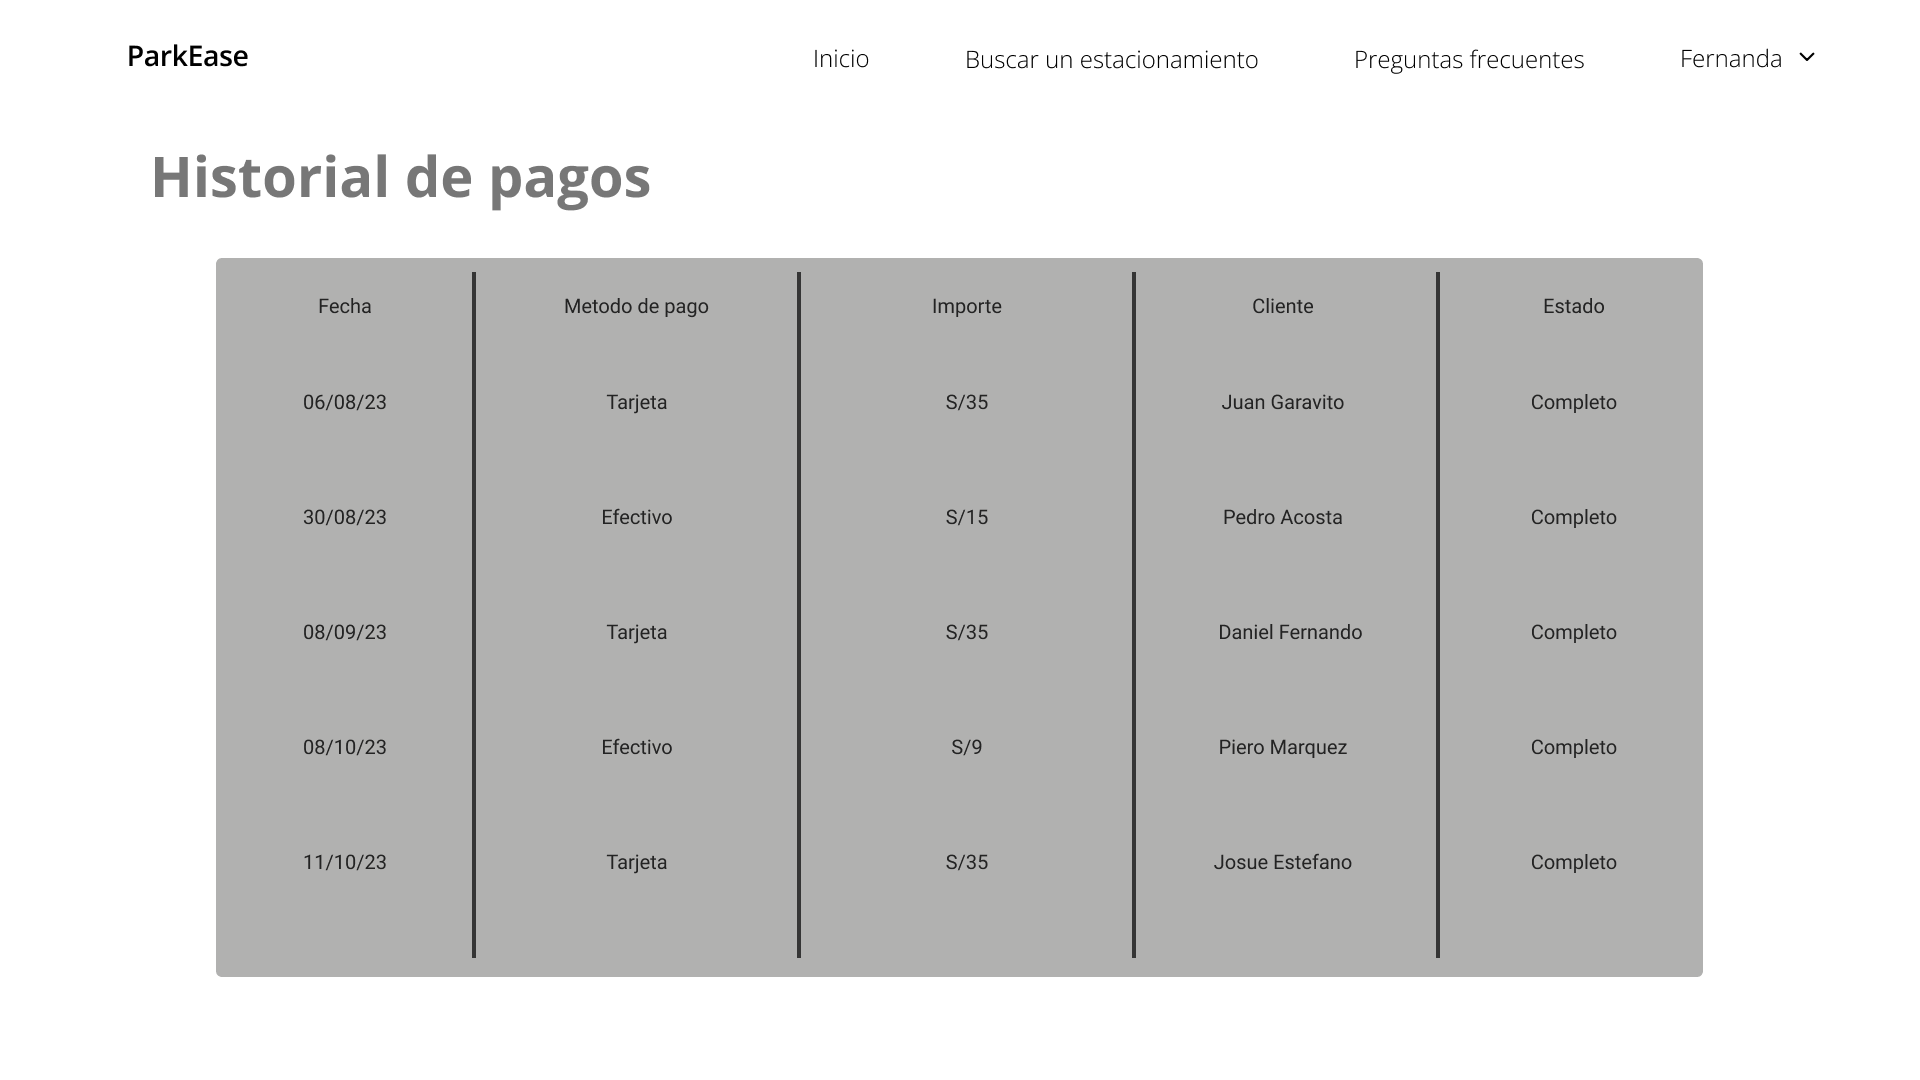 ParkEase Inicio Buscar un estacionamiento Preguntas frecuentes Fernanda
Historial de pagos
Fecha Metodo de pago Importe Cliente Estado
06/08/23 Tarjeta S/35 Juan Garavito Completo
30/08/23 Efectivo S/15 Pedro Acosta Completo
08/09/23 Tarjeta S/35 Daniel Fernando Completo
08/10/23 Efectivo S/9 Piero Marquez Completo
11/10/23 Tarjeta S/35 Josue Estefano Completo